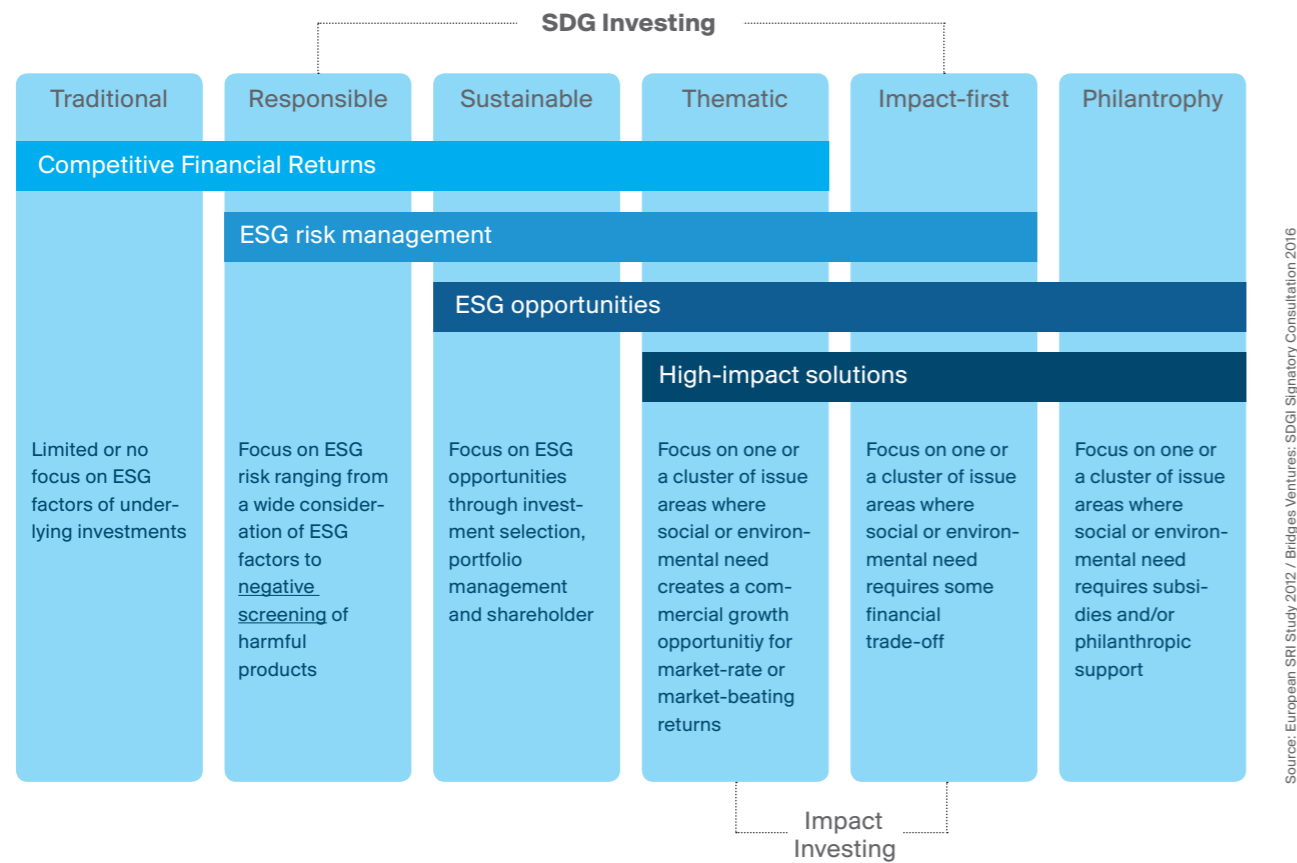 SDG Investing
Traditional
Responsible
Sustainable
Thematic
Impact-first
Philantrophy
Competitive Financial Returns
ESG risk management
ESG opportunities
High-impact solutions
Limited or no
focus on ESG
factors of under-
lying investments
Focus on ESG
risk ranging from
a wide consider-
ation of ESG
factors to
negative
screening of
harmful
products
Focus on ESG
opportunities
through invest-
ment selection,
portfolio
management
and shareholder
Focus on one or
a cluster of issue
areas where
social or environ-
mental need
creates a com-
mercial growth
opportunitiy for
market-rate or
market-beating
returns
Focus on one or
a cluster of issue
areas where
social or environ-
mental need
requires some
financial
trade-off
Focus on one or
a cluster of issue
areas where
social or environ-
mental need
requires subsi-
dies and/or
philanthropic
support
Impact
Investing
Source: European SRI Study 2012 / Bridges Ventures: SDGI Signatory Consultation 2016